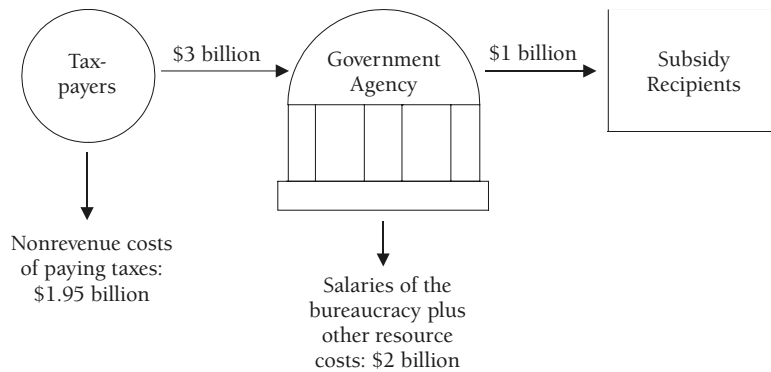 Tax-
payers
$3 billion
Government
Agency
$1 billion
Subsidy
Recipients
Nonrevenue costs
of paying taxes:
$1.95 billion
Salaries of the
bureaucracy plus
other resource
costs: $2 billion